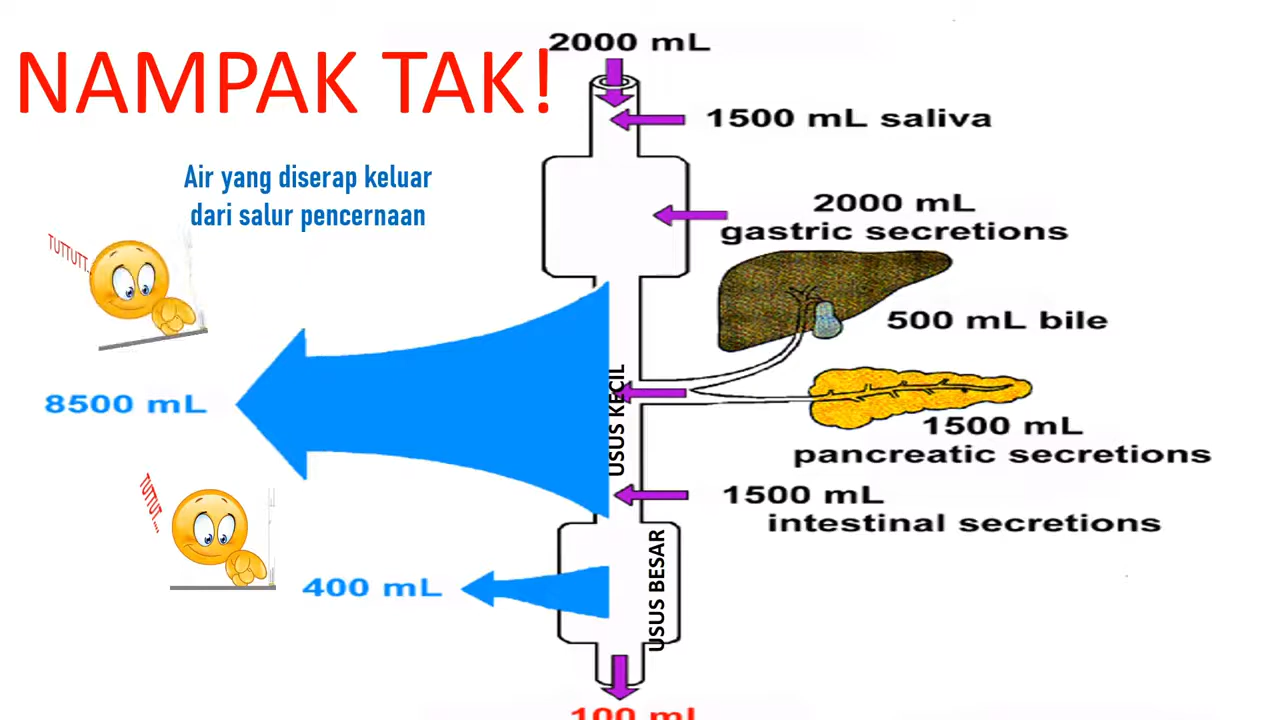 NAMPAK TAK!
2000 mL
1500 mL saliva
Air yang diserap keluar
dari salur pencernaan
2000 mL
gastric secretions
TUTTUTT..
500 mL bile
8500 mL
USUS KECIL
1500 mL
pancreatic secretions
1500 mL
intestinal secretions
TUTTUT....
400 mL
USUS BESAR
100 mL